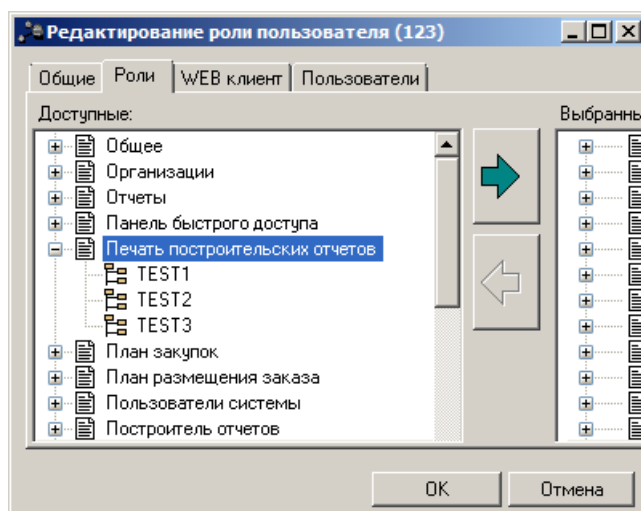 Редактирование роли пользователя (123)
Общие Роли WEB клиент Пользователи
Доступные: Выбранны
Общее
Организации
Отчеты
Панель быстрого доступа
Печать построительских отчетов
TEST1
TEST2
TEST3
План закупок
План размещения заказа
Пользователи системы
Построитель отчетов
OK Отмена